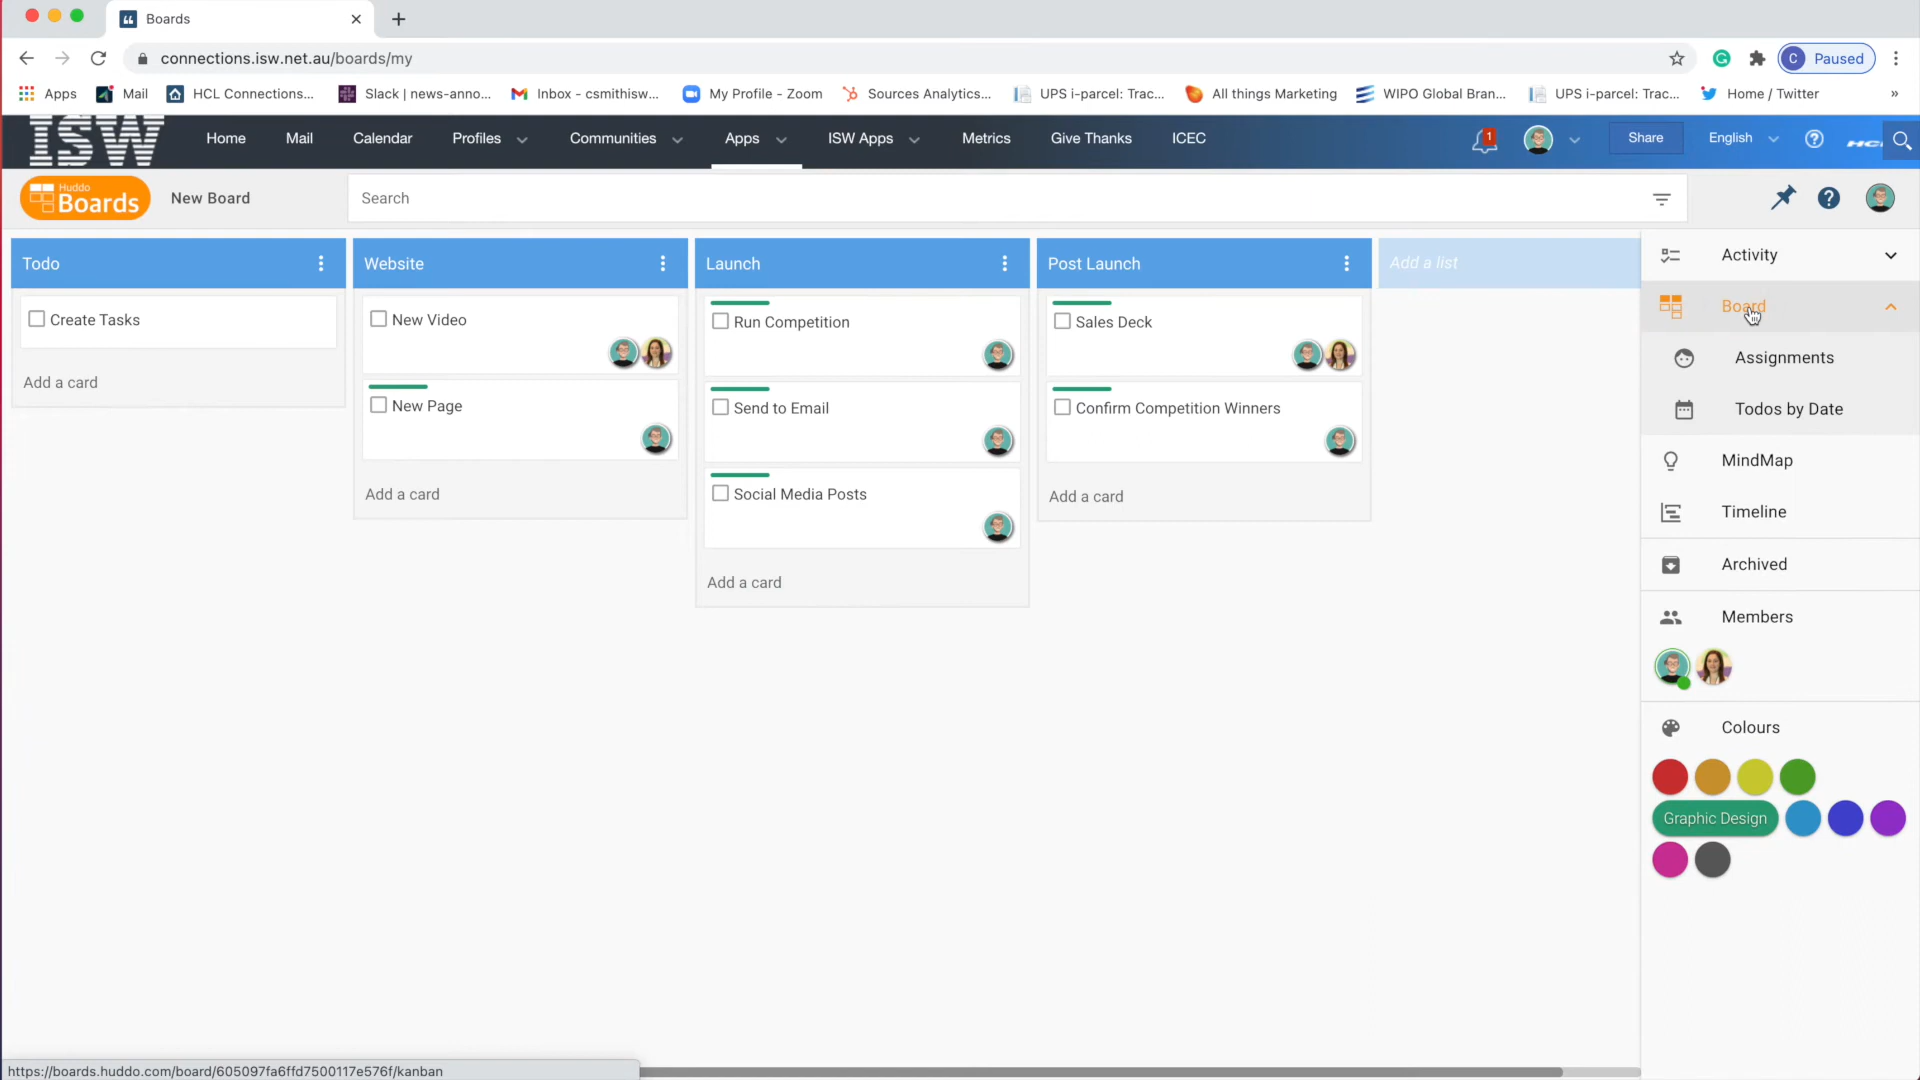 Boards
connections.isw.net.au/boards/my
C Paused
Apps Mail HCL Connections... Slack | news-anno... Inbox - csmithisw... My Profile - Zoom Sources Analytics... UPS i-parcel: Trac... All things Marketing WIPO Global Bran... UPS i-parcel: Trac... Home / Twitter »
ISW Home Mail Calendar Profiles Communities Apps ISW Apps Metrics Give Thanks ICEC 1 Share English
Huddo
Boards New Board Search
Todo Website Launch Post Launch Add a list
Create Tasks
Add a card
New Video
New Page
Add a card
Run Competition
Send to Email
Social Media Posts
Add a card
Sales Deck
Confirm Competition Winners
Add a card
Activity
Board
Assignments
Todos by Date
MindMap
Timeline
Archived
Members
Colours
Graphic Design
https://boards.huddo.com/board/605097fa6ffd7500117e576f/kanban